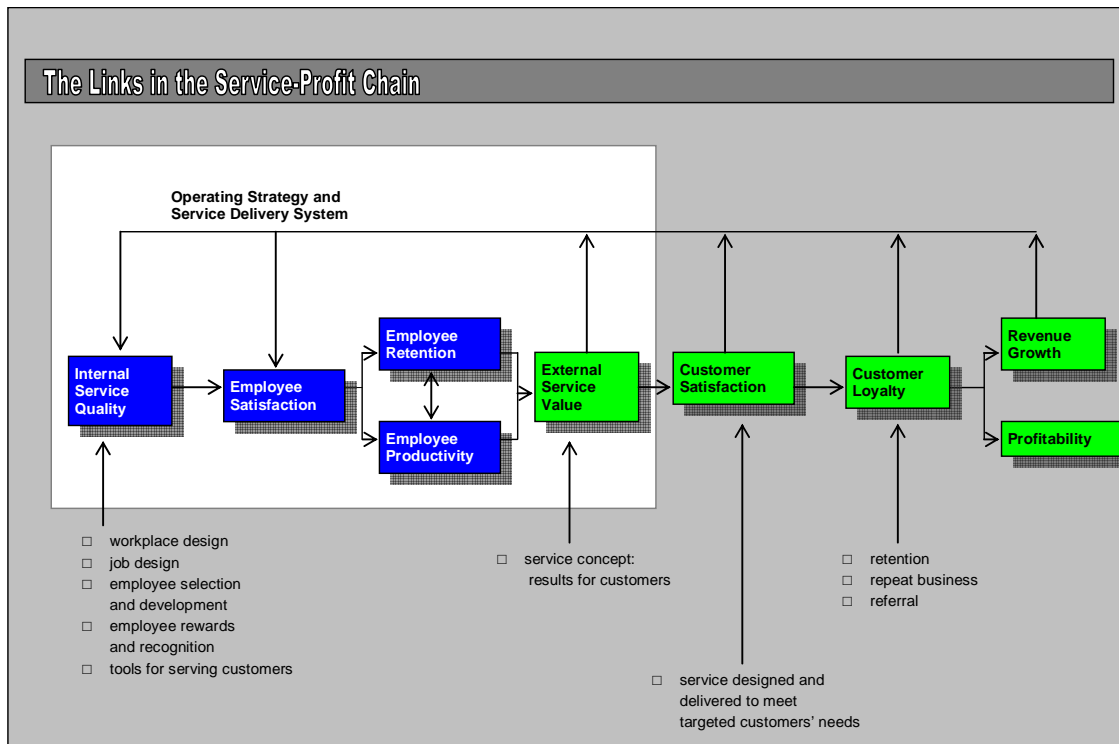 The Links in the Service-Profit Chain
Operating Strategy and
Service Delivery System
Internal
Service
Quality
Employee
Satisfaction
Employee
Retention
Employee
Productivity
External
Service
Value
Customer
Satisfaction
Customer
Loyalty
Revenue
Growth
Profitability
□ workplace design
□ job design
□ employee selection
and development
□ employee rewards
and recognition
□ tools for serving customers
□ service concept:
results for customers
□ service designed and
delivered to meet
targeted customers’ needs
□ retention
□ repeat business
□ referral